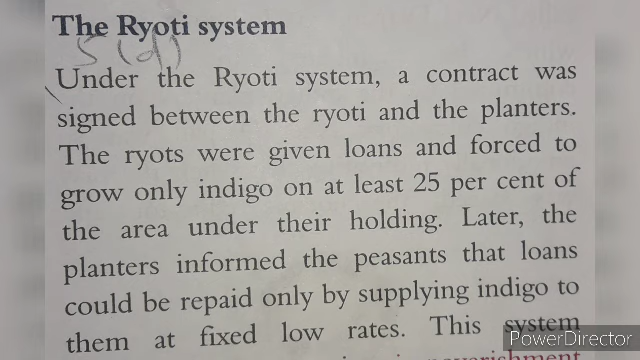 The Ryoti system
5 (d)
Under the Ryoti system, a contract was
signed between the ryoti and the planters.
The ryots were given loans and forced to
grow only indigo on at least 25 per cent of
the area under their holding. Later, the
planters informed the peasants that loans
could be repaid only by supplying indigo to
them at fixed low rates. This system
PowerDirector